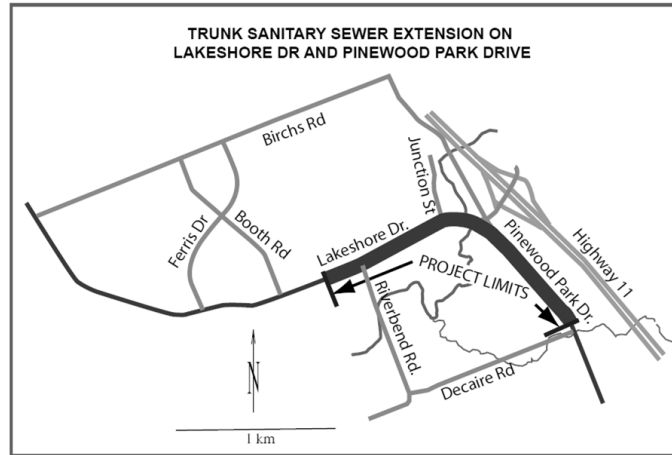 TRUNK SANITARY SEWER EXTENSION ON
LAKESHORE DR AND PINEWOOD PARK DRIVE
Birchs Rd
Junction St
Ferris Dr
Booth Rd
Lakeshore Dr.
Pinewood Park Dr.
Highway 11
PROJECT LIMITS
Riverbend Rd.
Decaire Rd
N
1 km